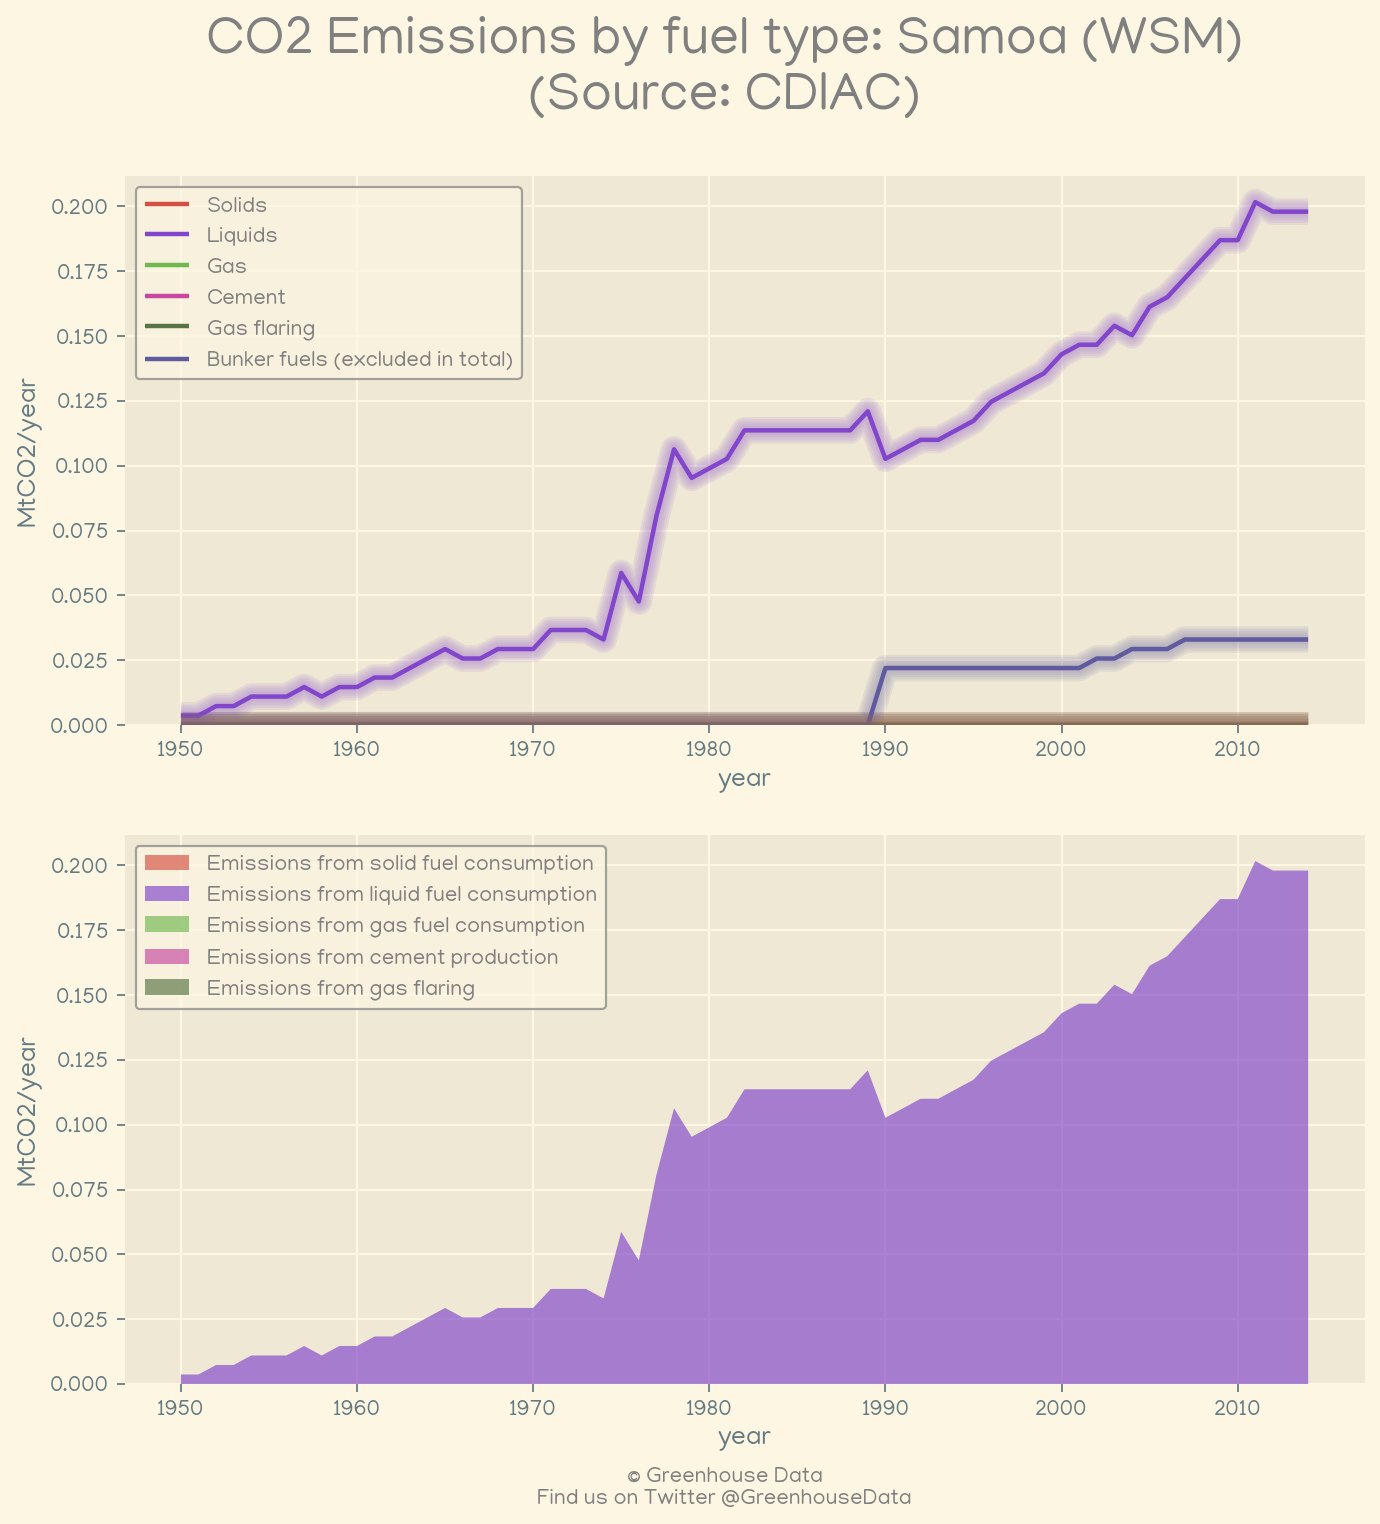 CO2 Emissions by fuel type: Samoa (WSM)
(Source: CDIAC)
Solids
Liquids
Gas
Cement
Gas flaring
Bunker fuels (excluded in total)
MtCO2/year
0.200
0.175
0.150
0.125
0.100
0.075
0.050
0.025
0.000
1950 1960 1970 1980 1990 2000 2010
year
Emissions from solid fuel consumption
Emissions from liquid fuel consumption
Emissions from gas fuel consumption
Emissions from cement production
Emissions from gas flaring
MtCO2/year
0.200
0.175
0.150
0.125
0.100
0.075
0.050
0.025
0.000
1950 1960 1970 1980 1990 2000 2010
year
© Greenhouse Data
Find us on Twitter @GreenhouseData